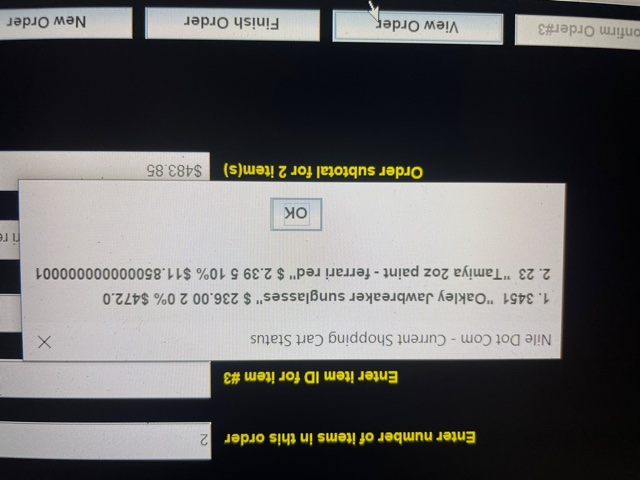 Enter number of items in this order 2
Enter item ID for item #3
Nile Dot Com - Current Shopping Cart Status
1. 3451 "Oakley Jawbreaker sunglasses" $ 236.00 2 0% $472.0
2. 23 "Tamiya 2oz paint - ferrari red" $ 2.39 5 10% $11.850000000000001
ri re
OK
Order subtotal for 2 item(s) $483.85
onfirm Order#3
View Order
Finish Order
New Order